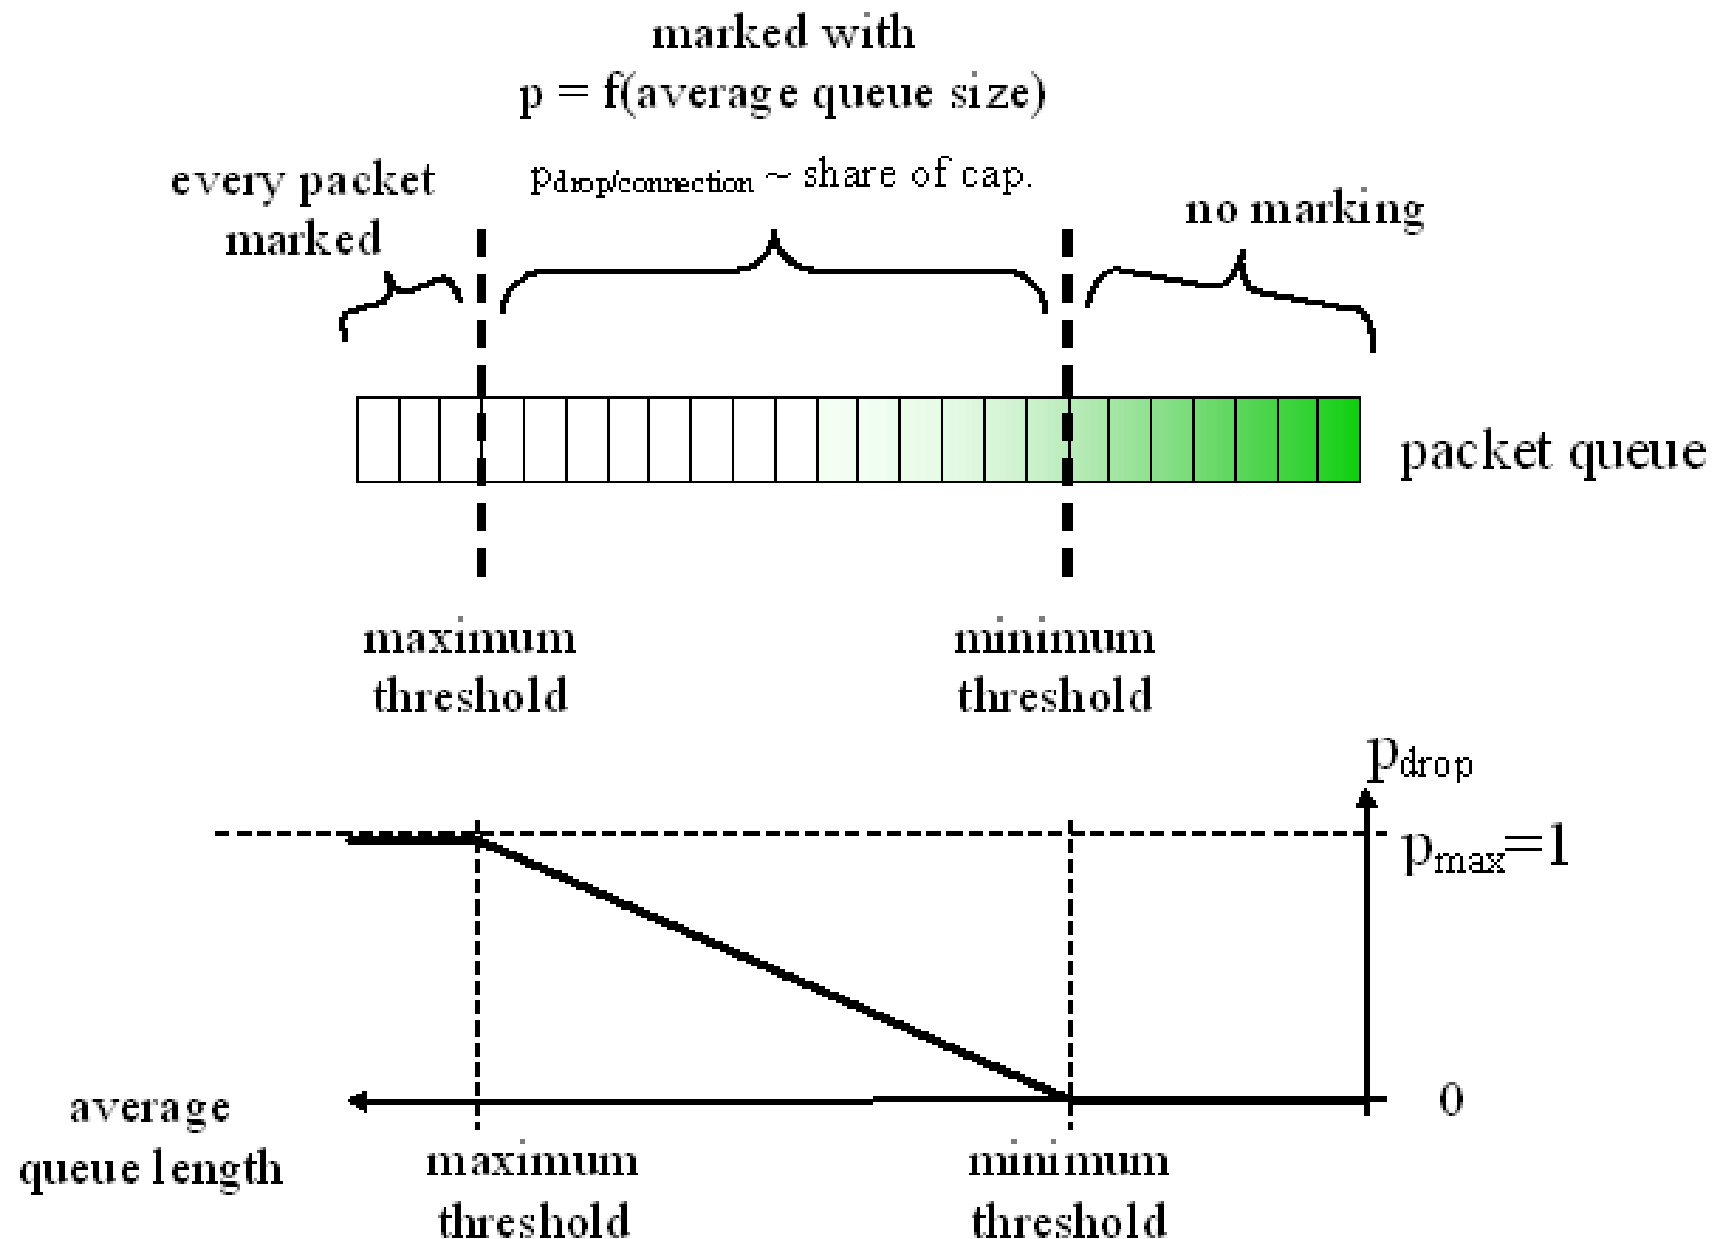 marked with
p = f(average queue size)
every packet
marked
pdrop/connection ~ share of cap.
no marking
packet queue
maximum
threshold
minimum
threshold
pdrop
pmax=1
0
average
queue length
maximum
threshold
minimum
threshold